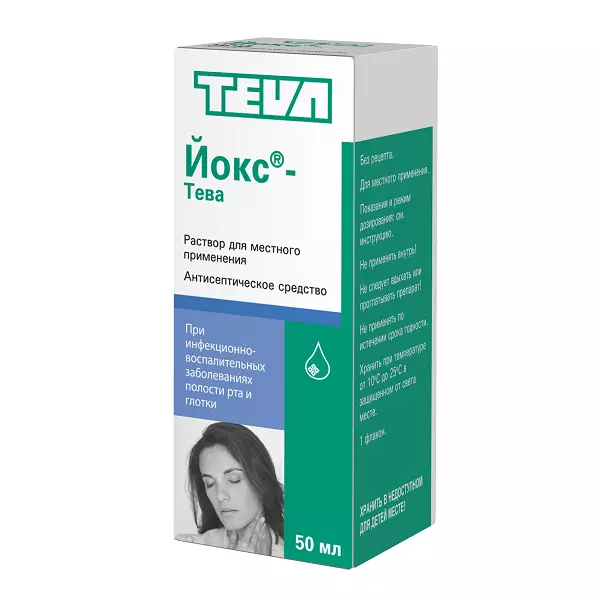 TEVA
Йокс®-
Тева
Раствор для местного
применения
Антисептическое средство
При
инфекционно-
воспалительных
заболеваниях
полости рта и
глотки
50 мл
Без рецепта.
Для местного применения.
Показания и режим
дозирования: см.
инструкцию.
Не применять внутрь!
Не следует вдыхать или
проглатывать препарат!
Не применять по
истечении срока годности.
Хранить при температуре
от 10°С до 25°С в
защищенном от света
месте.
1 флакон.
ХРАНИТЬ В НЕДОСТУПНОМ
ДЛЯ ДЕТЕЙ МЕСТЕ!